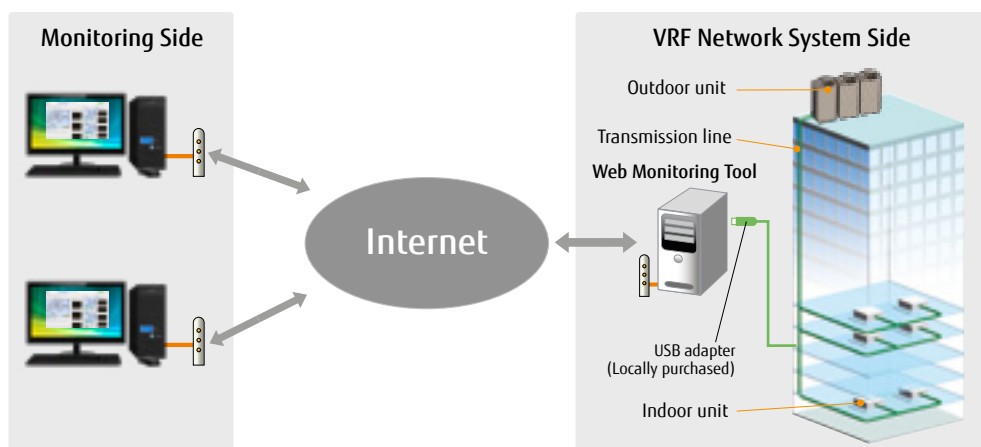 Monitoring Side
VRF Network System Side
Outdoor unit
Transmission line
Web Monitoring Tool
Internet
USB adapter
(Locally purchased)
Indoor unit